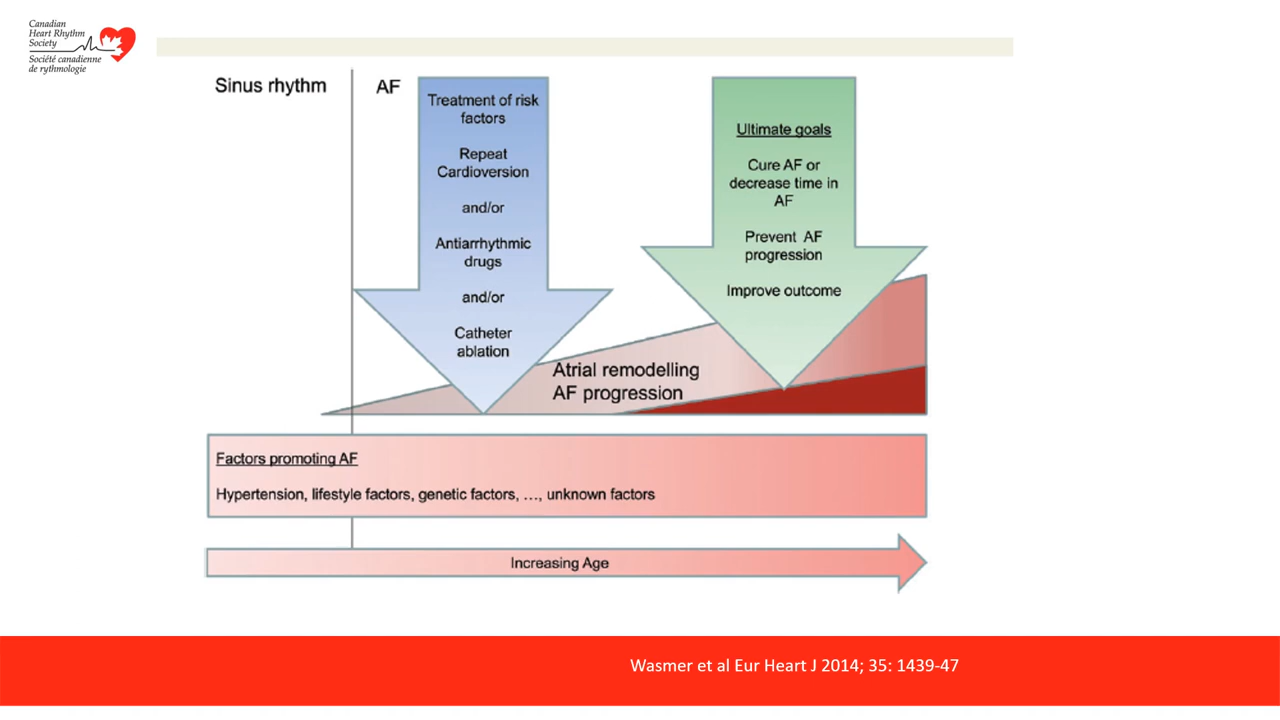 Canadian
Heart Rhythm
Society
Société canadienne
de rythmologie
Sinus rhythm
AF
Treatment of risk
factors
Repeat
Cardioversion
and/or
Antiarrhythmic
drugs
and/or
Catheter
ablation
Ultimate goals
Cure AF or
decrease time in
AF
Prevent AF
progression
Improve outcome
Atrial remodelling
AF progression
Factors promoting AF
Hypertension, lifestyle factors, genetic factors, ..., unknown factors
Increasing Age
Wasmer et al Eur Heart J 2014; 35: 1439-47